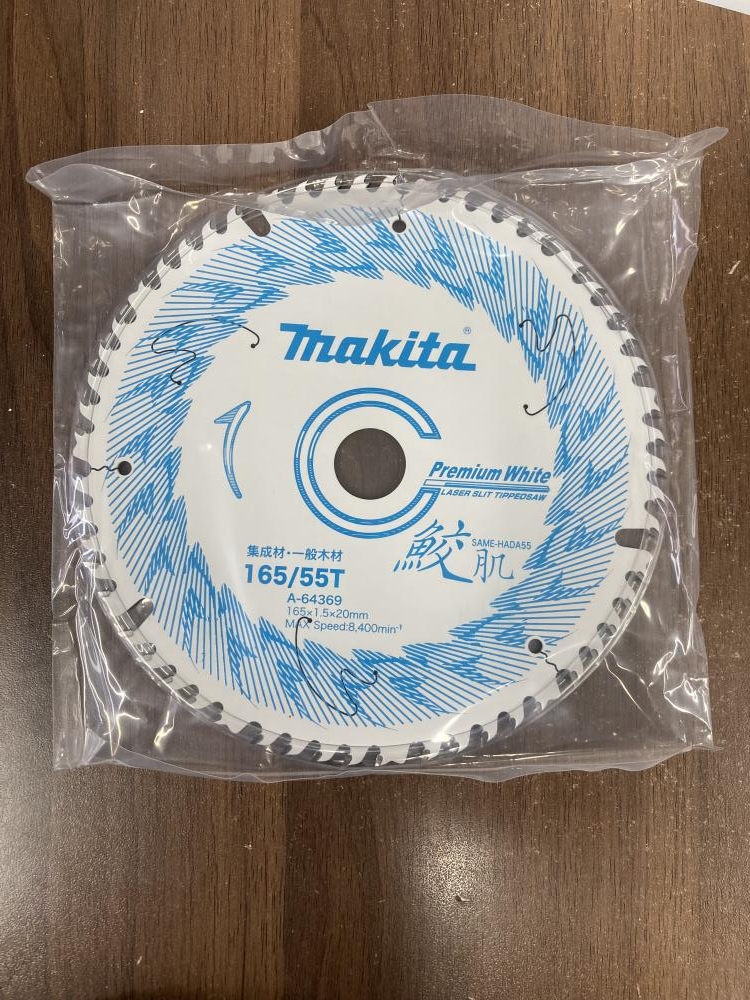 makita®
Premium White
LASER SLIT TIPPEDSAW
鮫肌
SAME-HADA55
集成材・一般木材
165/55T
A-64369
165×1.5×20mm
MAX Speed:8,400min⁻¹